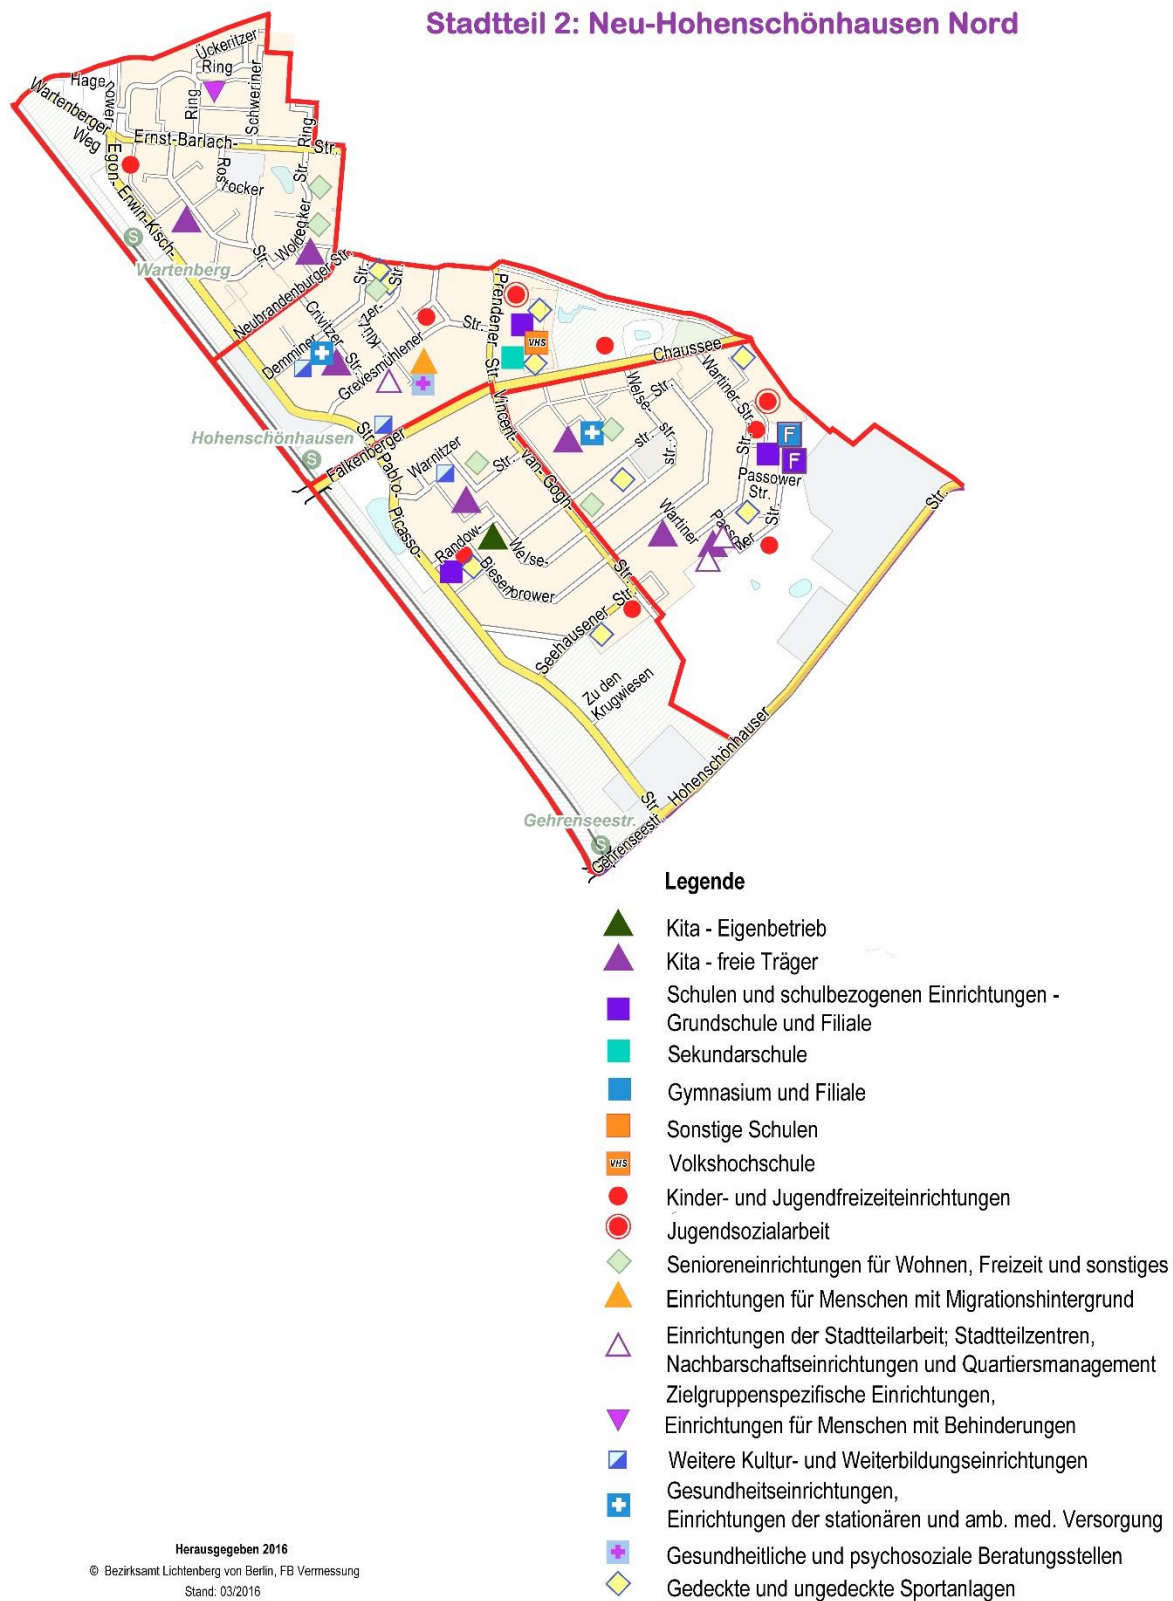 Stadtteil 2: Neu-Hohenschönhausen Nord
Ückeritzer
Ring
Hagenower
Wartenberger
Weg
Ring
Schweriner
Ring
Ernst-Barlach-
Str.
Egon-
Erwin-Kisch-
Rostocker
Str.
Woldegker
Str.
S
Wartenberg
Neubrandenburger Str.
Demminer
Str.
Crivitzer
Str.
Str.
Zer-
Kiut-
Grevesmühlener
Str.
Prendener
Str.
VHS
Chaussee
Hohenschönhausen
S
Falkenberger
Str.
Pablo-
Picasso-
Warnitzer
Str.
Vincent-
van-
Gogh-
Str.
Welse-
str.
str.
Str.
Wartiner Str.
Str.
F
F
Passower
Str.
Str.
Wartiner
Passower
Str.
Randow-
Welse-
Biesenbrower
Seehausener
Str.
Zu den
Krugwiesen
Str.
Hohenschönhauser
Gehrenseestr.
S
Gehrenseestr.
Legende
Kita - Eigenbetrieb
Kita - freie Träger
Schulen und schulbezogenen Einrichtungen -
Grundschule und Filiale
Sekundarschule
Gymnasium und Filiale
Sonstige Schulen
VHS Volkshochschule
Kinder- und Jugendfreizeiteinrichtungen
Jugendsozialarbeit
Senioreneinrichtungen für Wohnen, Freizeit und sonstiges
Einrichtungen für Menschen mit Migrationshintergrund
Einrichtungen der Stadtteilarbeit; Stadtteilzentren,
Nachbarschaftseinrichtungen und Quartiersmanagement
Zielgruppenspezifische Einrichtungen,
Einrichtungen für Menschen mit Behinderungen
Weitere Kultur- und Weiterbildungseinrichtungen
Gesundheitseinrichtungen,
Einrichtungen der stationären und amb. med. Versorgung
Gesundheitliche und psychosoziale Beratungsstellen
Gedeckte und ungedeckte Sportanlagen
Herausgegeben 2016
© Bezirksamt Lichtenberg von Berlin, FB Vermessung
Stand: 03/2016